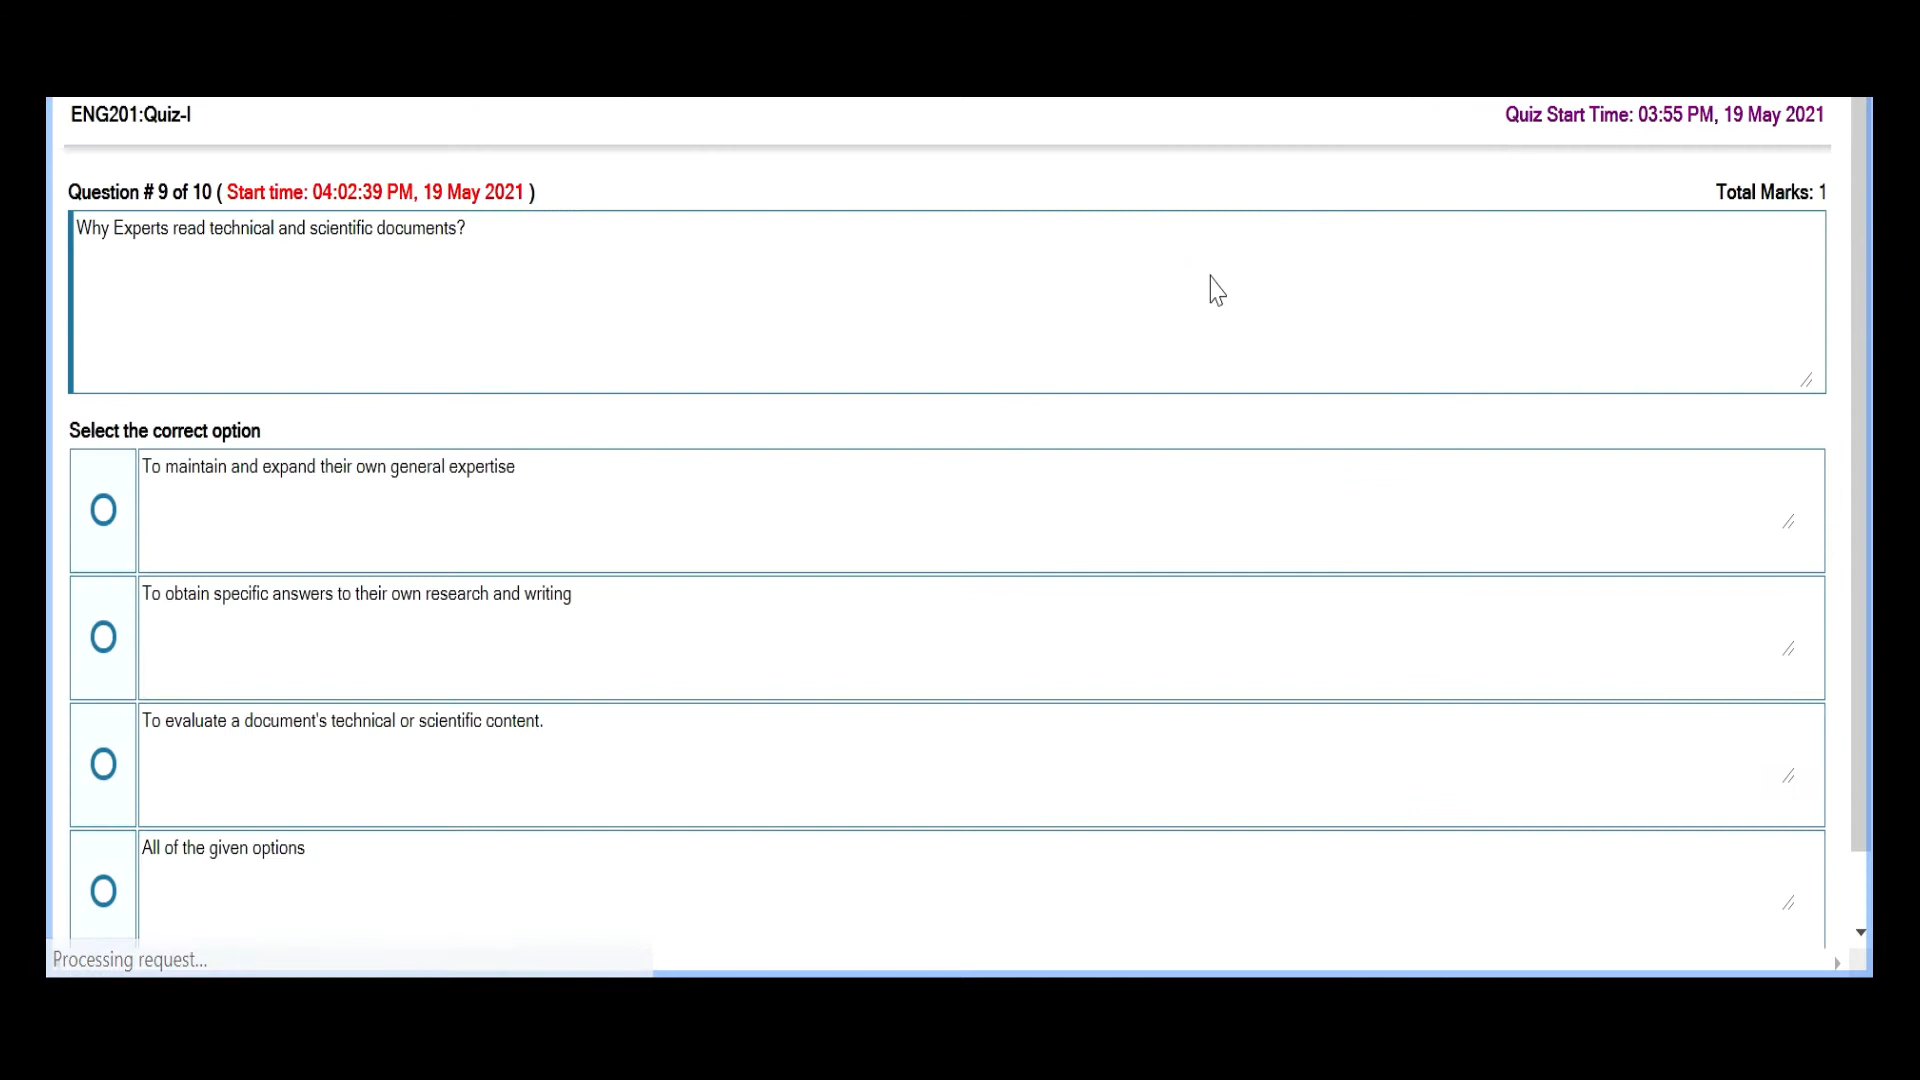 ENG201:Quiz-I
Quiz Start Time: 03:55 PM, 19 May 2021
Question # 9 of 10 ( Start time: 04:02:39 PM, 19 May 2021 )
Total Marks: 1
Why Experts read technical and scientific documents?
Select the correct option
To maintain and expand their own general expertise
To obtain specific answers to their own research and writing
To evaluate a document's technical or scientific content.
All of the given options
Processing request...